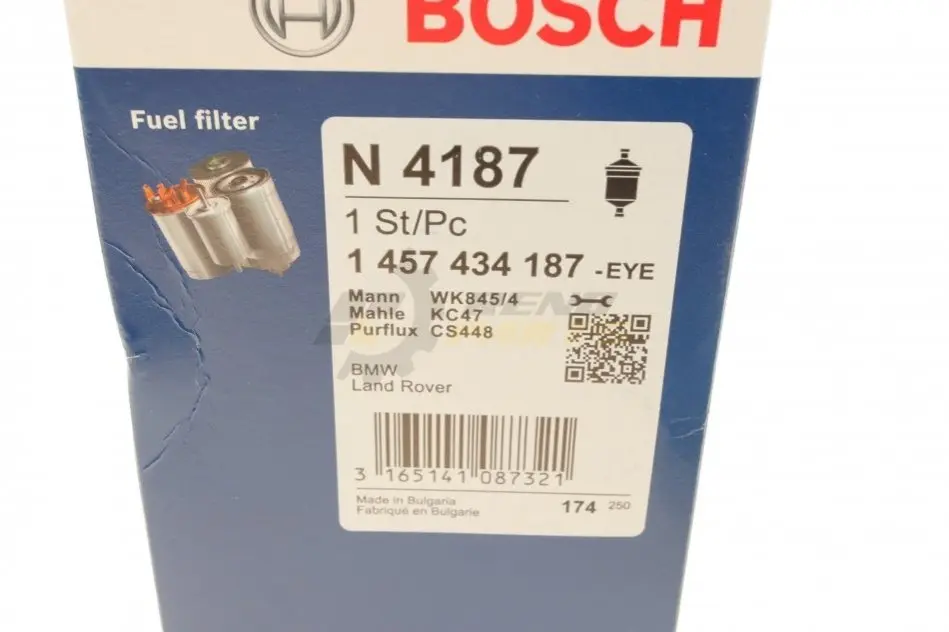 BOSCH
Fuel filter
N 4187
1 St/Pc
1 457 434 187 -EYE
Mann WK845/4
Mahle KC47
Purflux CS448
BMW
Land Rover
3 165141 087321
Made in Bulgaria
Fabriqué en Bulgarie
174 250